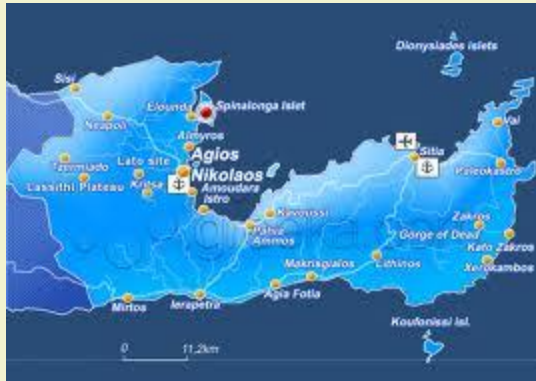 Dionysiades islets
Sisi
Elounda
Spinalonga Islet
Neapoli
Vai
Almyros
Agios
Nikolaos
Sitia
Tzermiado
Lato site
Paleokastro
Lassithi Plateau
Kritsa
Amoudara
Istro
Kavoussi
Pahia
Ammos
Zakros
Gorge of Dead
Kato Zakros
Makrisgialos
Lithinos
Xerokambos
Agia Fotia
Mirtos
Ierapetra
Koufonissi isl.
0
11,2km